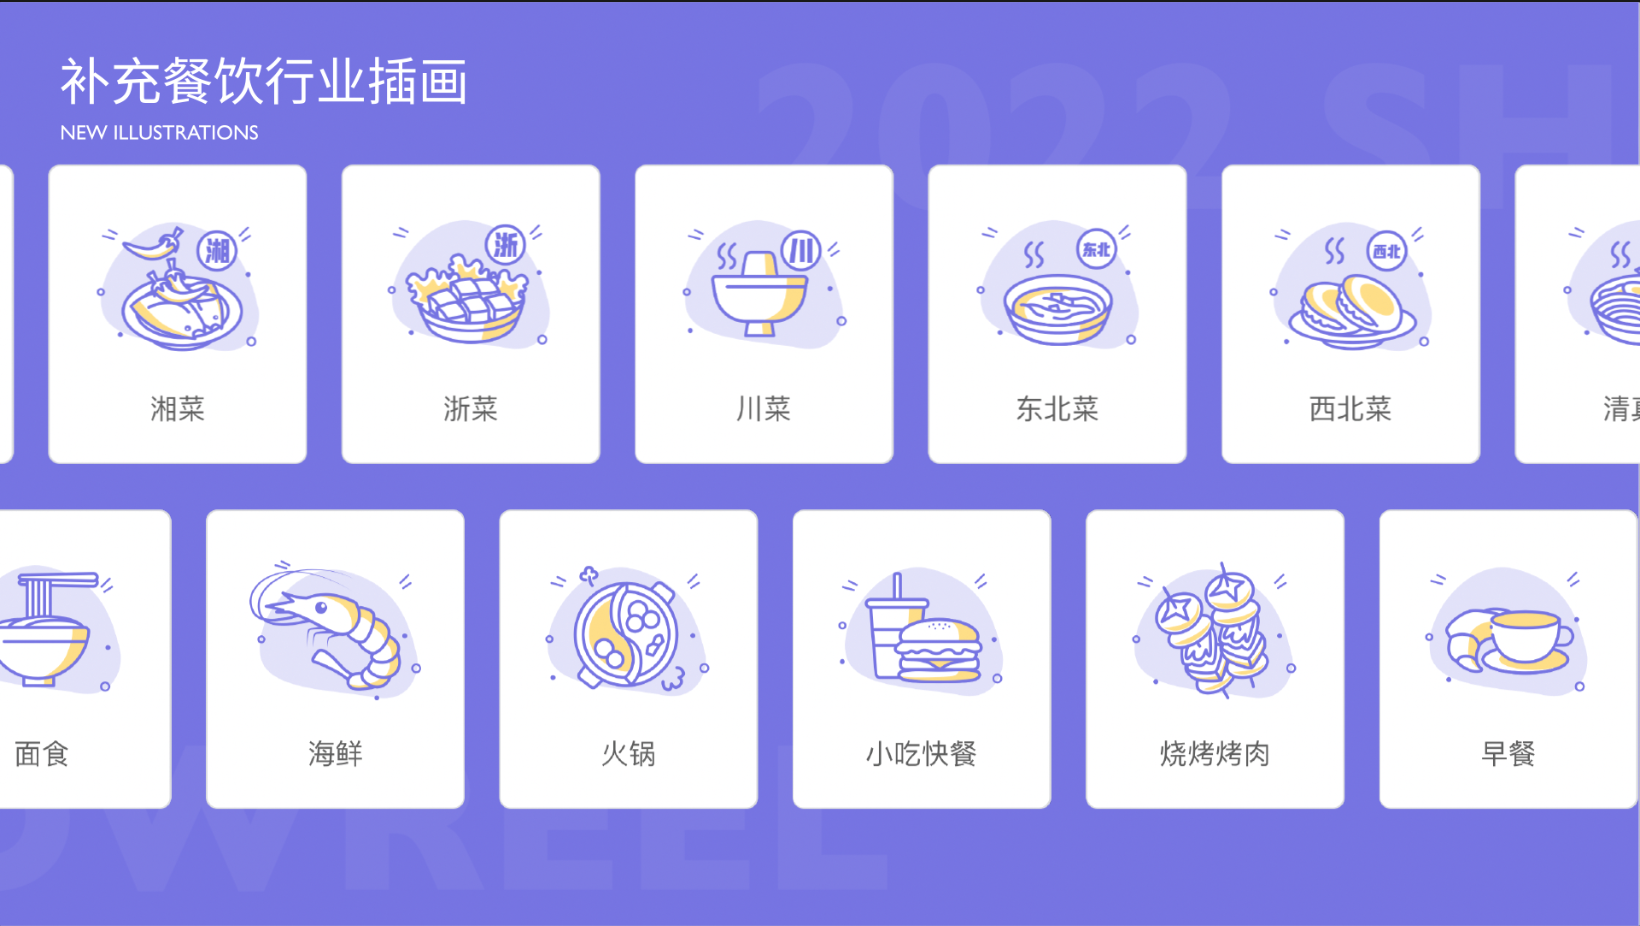 补充餐饮行业插画
NEW ILLUSTRATIONS
2022 SH
湘
浙
川
东北
西北
湘菜
浙菜
川菜
东北菜
西北菜
清真
面食
海鲜
火锅
小吃快餐
烧烤烤肉
早餐
OWREEL